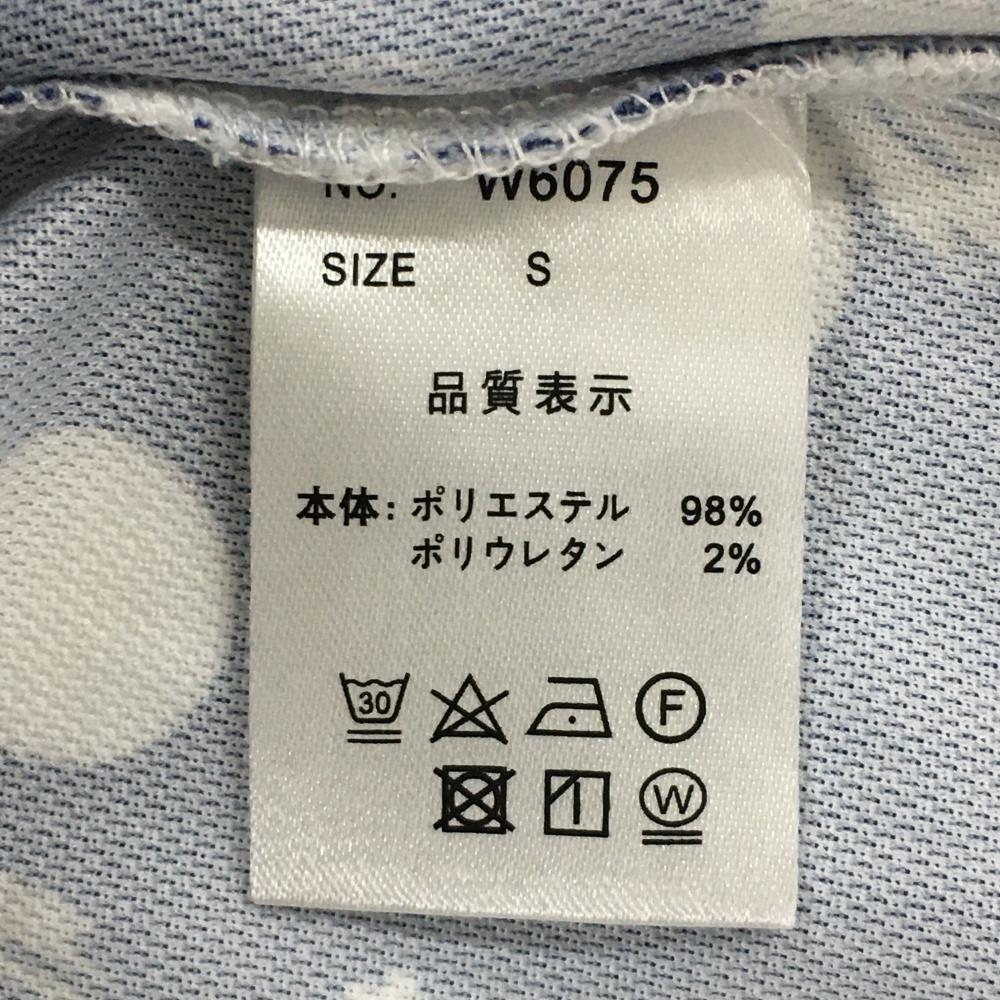 NO. W6075
SIZE S
品質表示
本体: ポリエステル 98%
ポリウレタン 2%
30 F
W